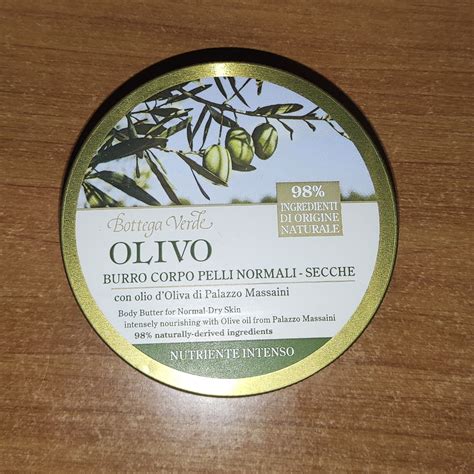 98%
INGREDIENTI
DI ORIGINE
NATURALE
Bottega Verde
OLIVO
BURRO CORPO PELLI NORMALI - SECCHE
con olio d'Oliva di Palazzo Massaini
Body Butter for Normal-Dry Skin
intensely nourishing with Olive oil from Palazzo Massaini
98% naturally-derived ingredients
NUTRIENTE INTENSO